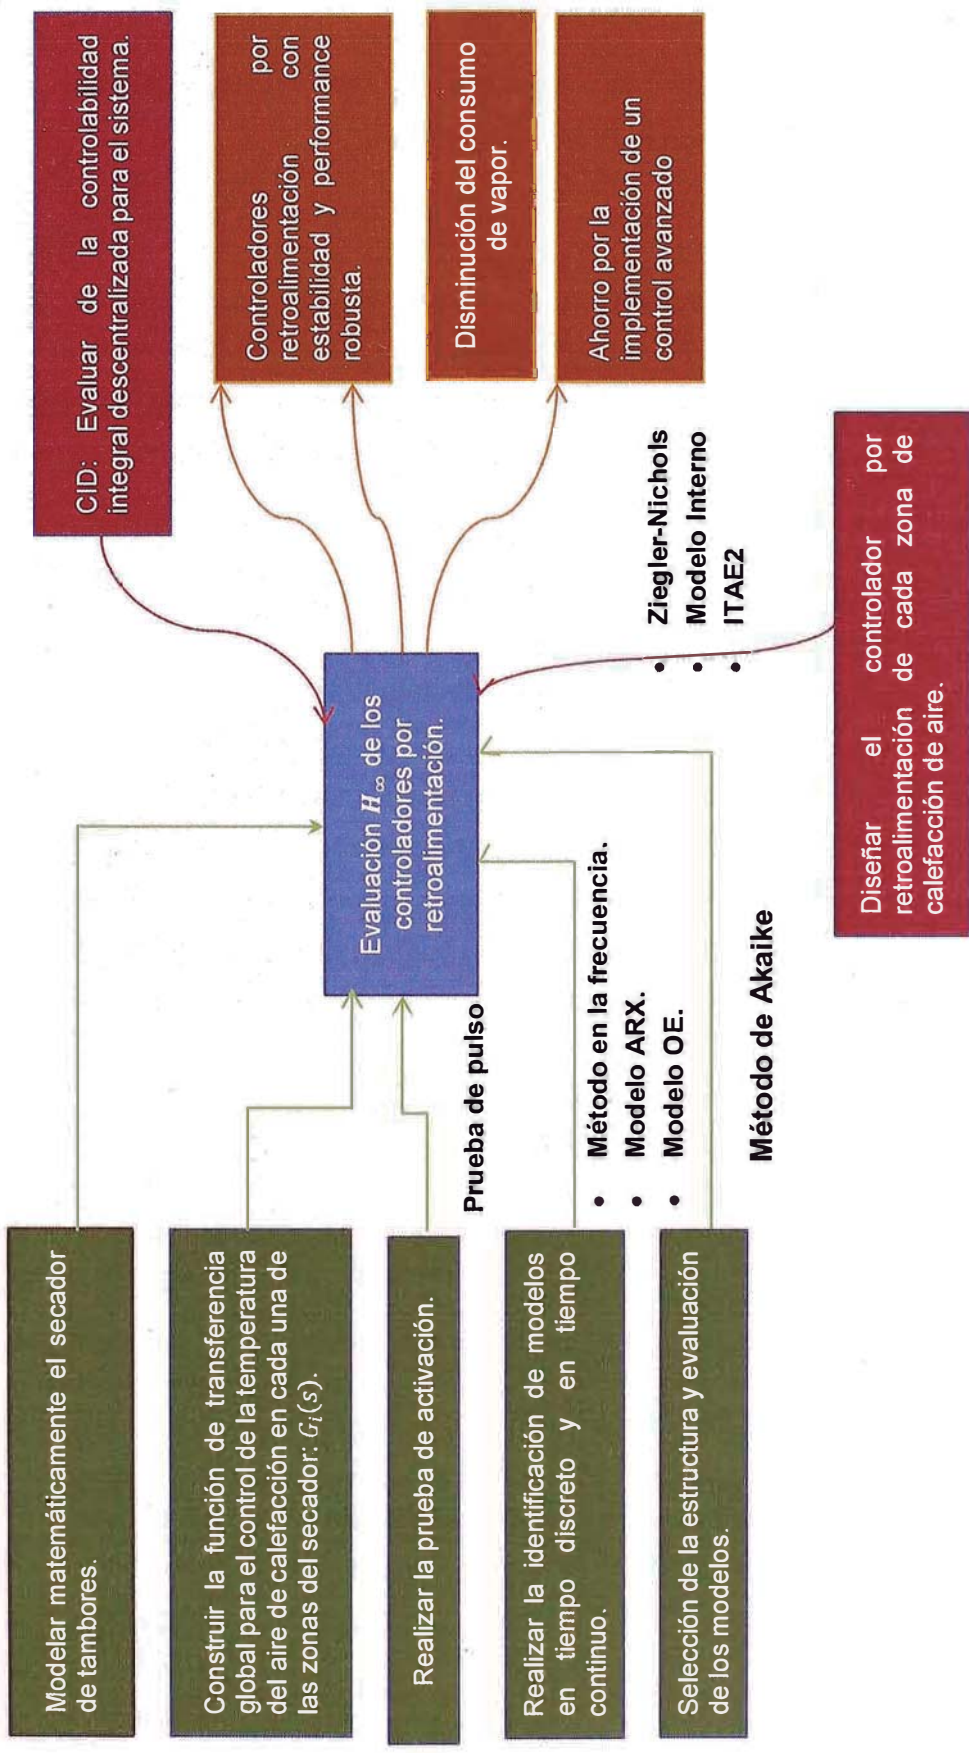 Modelar matemáticamente el secador
de tambores.
Construir la función de transferencia
global para el control de la temperatura
del aire de calefacción en cada una de
las zonas del secador: G_i(s).
Realizar la prueba de activación.
Prueba de pulso
Realizar la identificación de modelos
en tiempo discreto y en tiempo
continuo.
• Método en la frecuencia.
• Modelo ARX.
• Modelo OE.
Selección de la estructura y evaluación
de los modelos.
Método de Akaike
Evaluación H∞ de los
controladores por
retroalimentación.
CID: Evaluar de la controlabilidad
integral descentralizada para el sistema.
Controladores por
retroalimentación con
estabilidad y performance
robusta.
Disminución del consumo
de vapor.
Ahorro por la
implementación de un
control avanzado
• Ziegler-Nichols
• Modelo Interno
• ITAE2
Diseñar el controlador por
retroalimentación de cada zona de
calefacción de aire.